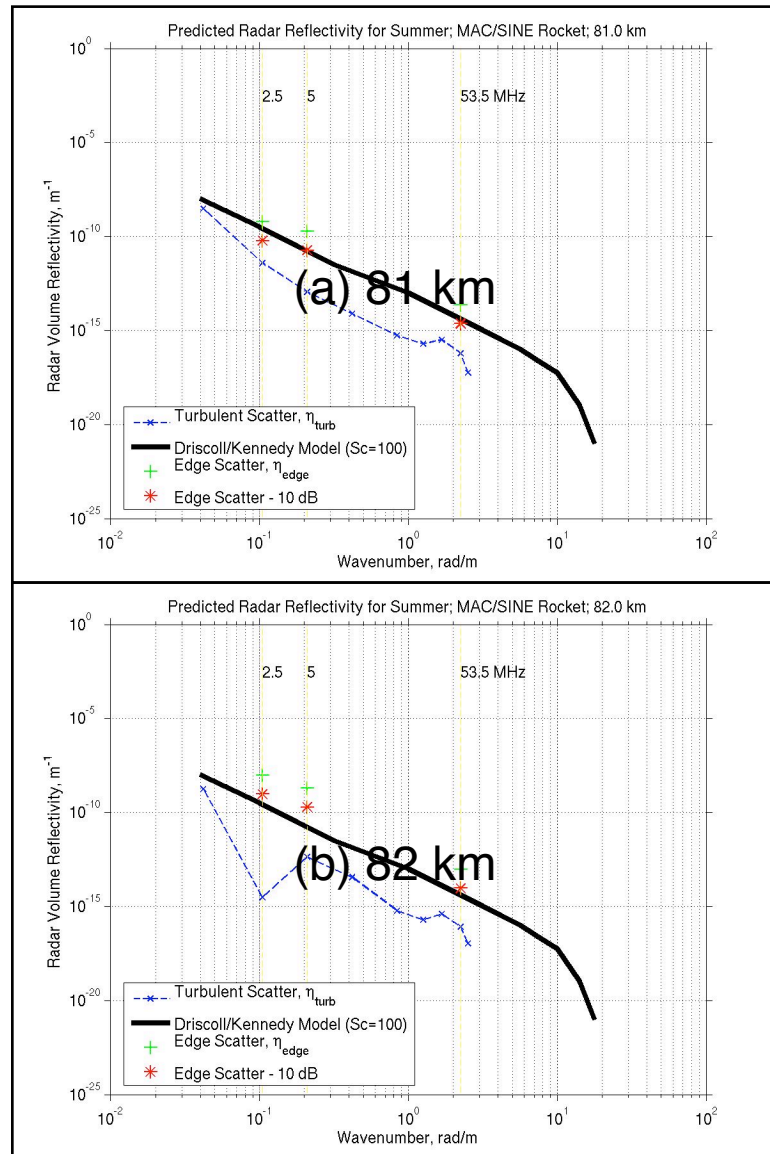 Predicted Radar Reflectivity for Summer; MAC/SINE Rocket; 81.0 km
10^0
10^-5
10^-10
10^-15
10^-20
10^-25
Radar Volume Reflectivity, m^-1
2.5 5 53.5 MHz
(a) 81 km
Turbulent Scatter, η_turb
Driscoll/Kennedy Model (Sc=100)
Edge Scatter, η_edge
Edge Scatter - 10 dB
10^-2 10^-1 10^0 10^1 10^2
Wavenumber, rad/m
Predicted Radar Reflectivity for Summer; MAC/SINE Rocket; 82.0 km
10^0
10^-5
10^-10
10^-15
10^-20
10^-25
Radar Volume Reflectivity, m^-1
2.5 5 53.5 MHz
(b) 82 km
Turbulent Scatter, η_turb
Driscoll/Kennedy Model (Sc=100)
Edge Scatter, η_edge
Edge Scatter - 10 dB
10^-2 10^-1 10^0 10^1 10^2
Wavenumber, rad/m